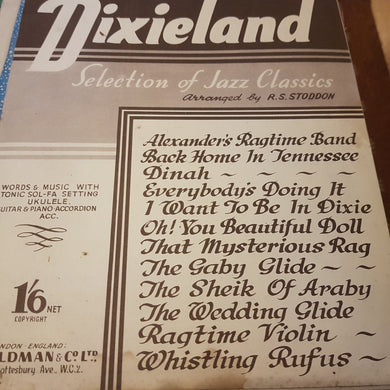 Dixieland
Selection of Jazz Classics
Arranged by R.S. STODDON
WORDS & MUSIC WITH
TONIC SOL-FA SETTING
UKULELE,
GUITAR & PIANO-ACCORDION
ACC.
1'6 NET
COPYRIGHT
LONDON - ENGLAND:
LDMAN & CO. LTD.
ftesbury Ave., W.C.2.
Alexander's Ragtime Band
Back Home In Tennessee
Dinah ~ ~ ~ ~
Everybody's Doing It
I Want To Be In Dixie
Oh! You Beautiful Doll
That Mysterious Rag
The Gaby Glide ~ ~
The Sheik Of Araby
The Wedding Glide
Ragtime Violin ~
Whistling Rufus ~